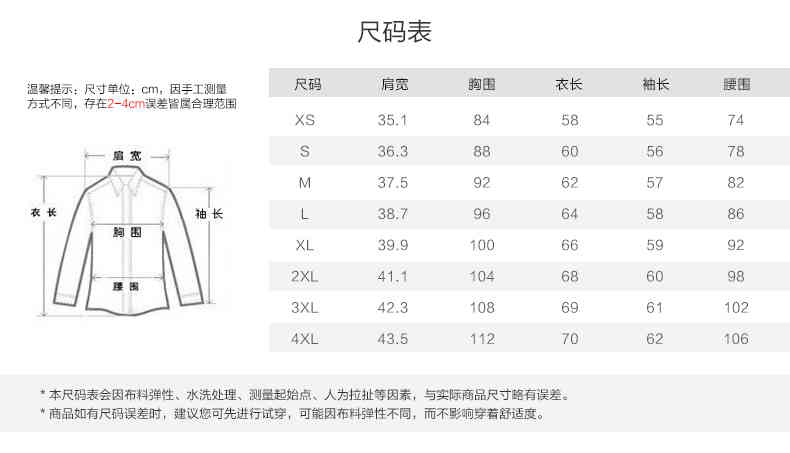 尺码表
温馨提示：尺寸单位：cm，因手工测量
方式不同，存在2-4cm误差皆属合理范围
肩宽
衣长
袖长
胸围
腰围
尺码 肩宽 胸围 衣长 袖长 腰围
XS 35.1 84 58 55 74
S 36.3 88 60 56 78
M 37.5 92 62 57 82
L 38.7 96 64 58 86
XL 39.9 100 66 59 92
2XL 41.1 104 68 60 98
3XL 42.3 108 69 61 102
4XL 43.5 112 70 62 106
* 本尺码表会因布料弹性、水洗处理、测量起始点、人为拉扯等因素，与实际商品尺寸略有误差。
* 商品如有尺码误差时，建议您可先进行试穿，可能因布料弹性不同，而不影响穿着舒适度。